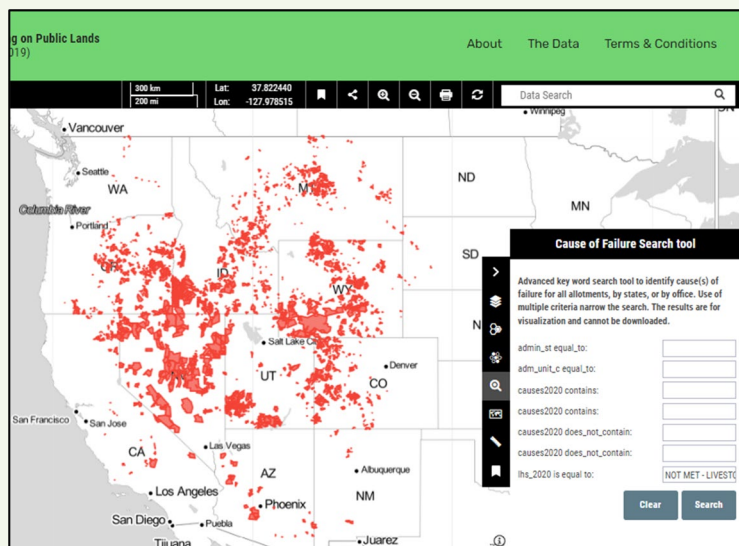 g on Public Lands
019)
About The Data Terms & Conditions
300 km
200 mi
Lat: 37.822440
Lon: -127.978515
Data Search
Winnipeg
Vancouver
Seattle
WA
Columbia River
Portland
ND
MN
SD
ID
WY
Salt Lake C
UT
Denver
CO
San Francisco
San Jose
CA
Las Vegas
AZ
Albuquerque
NM
Los Angeles
Phoenix
San Diego
Puebla
Tijuana
Juarez
Cause of Failure Search tool
Advanced key word search tool to identify cause(s) of
failure for all allotments, by states, or by office. Use of
multiple criteria narrow the search. The results are for
visualization and cannot be downloaded.
admin_st equal_to:
adm_unit_c equal_to:
causes2020 contains:
causes2020 contains:
causes2020 does_not_contain:
causes2020 does_not_contain:
lhs_2020 is equal to: NOT MET - LIVESTO
Clear Search